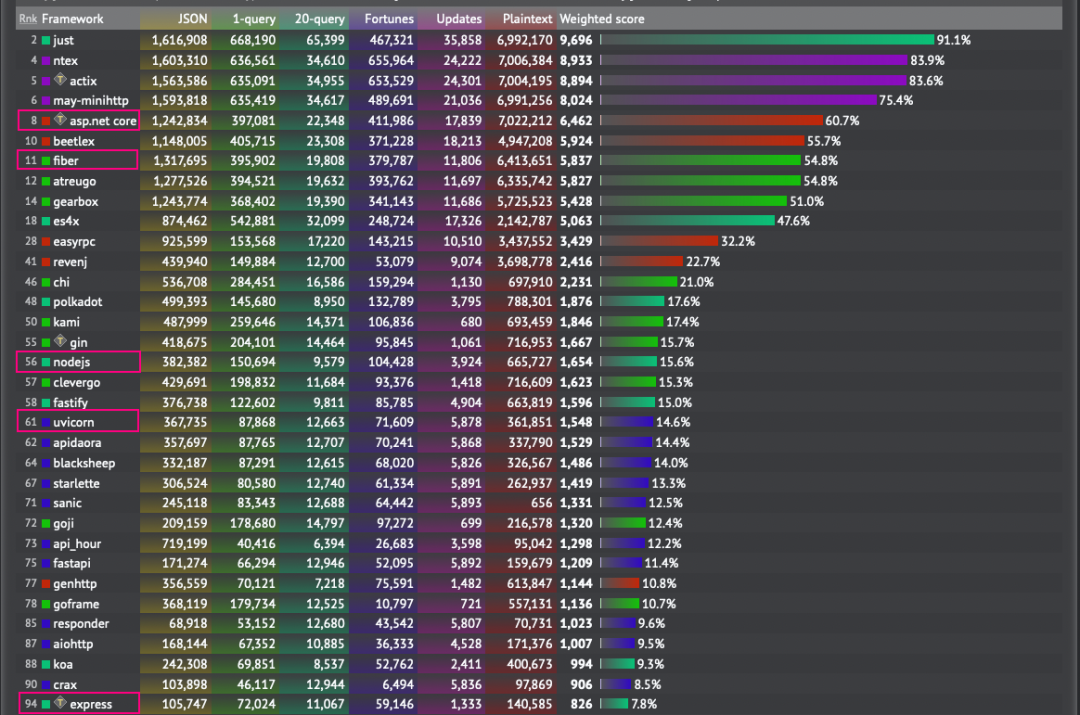 Rnk Framework JSON 1-query 20-query Fortunes Updates Plaintext Weighted score
2 just 1,616,908 668,190 65,399 467,321 35,858 6,992,170 9,696 91.1%
4 ntex 1,603,310 636,561 34,610 655,964 24,222 7,006,384 8,933 83.9%
5 T actix 1,563,586 635,091 34,955 653,529 24,301 7,004,195 8,894 83.6%
6 may-minihttp 1,593,818 635,419 34,617 489,691 21,036 6,991,256 8,024 75.4%
8 T asp.net core 1,242,834 397,081 22,348 411,986 17,839 7,022,212 6,462 60.7%
10 beetlex 1,148,005 405,715 23,308 371,228 18,213 4,947,208 5,924 55.7%
11 fiber 1,317,695 395,902 19,808 379,787 11,806 6,413,651 5,837 54.8%
12 atreugo 1,277,526 394,521 19,632 393,762 11,697 6,335,742 5,827 54.8%
14 gearbox 1,243,774 368,402 19,390 341,143 11,686 5,725,523 5,428 51.0%
18 es4x 874,462 542,881 32,099 248,724 17,326 2,142,787 5,063 47.6%
28 easyrpc 925,599 153,568 17,220 143,215 10,510 3,437,552 3,429 32.2%
41 revenj 439,940 149,884 12,700 53,079 9,074 3,698,778 2,416 22.7%
46 chi 536,708 284,451 16,586 159,294 1,130 697,910 2,231 21.0%
48 polkadot 499,393 145,680 8,950 132,789 3,795 788,301 1,876 17.6%
50 kami 487,999 259,646 14,371 106,836 680 693,459 1,846 17.4%
55 T gin 418,675 204,101 14,464 95,845 1,061 716,953 1,667 15.7%
56 nodejs 382,382 150,694 9,579 104,428 3,924 665,727 1,654 15.6%
57 clevergo 429,691 198,832 11,684 93,376 1,418 716,609 1,623 15.3%
58 fastify 376,738 122,602 9,811 85,785 4,904 663,819 1,596 15.0%
61 uvicorn 367,735 87,868 12,663 71,609 5,878 361,851 1,548 14.6%
62 apidaora 357,697 87,765 12,707 70,241 5,868 337,790 1,529 14.4%
64 blacksheep 332,187 87,291 12,615 68,020 5,826 326,567 1,486 14.0%
67 starlette 306,524 80,580 12,740 61,334 5,891 262,937 1,419 13.3%
71 sanic 245,118 83,343 12,688 64,442 5,893 656 1,331 12.5%
72 goji 209,159 178,680 14,797 97,272 699 216,578 1,320 12.4%
73 api_hour 719,199 40,416 6,394 26,683 3,598 95,042 1,298 12.2%
75 fastapi 171,274 66,294 12,946 52,095 5,892 159,679 1,209 11.4%
77 genhttp 356,559 70,121 7,218 75,591 1,482 613,847 1,144 10.8%
78 goframe 368,119 179,734 12,525 10,797 721 557,131 1,136 10.7%
85 responder 68,918 53,152 12,680 43,542 5,807 70,731 1,023 9.6%
87 aiohttp 168,144 67,352 10,885 36,333 4,528 171,376 1,007 9.5%
88 koa 242,308 69,851 8,537 52,762 2,411 400,673 994 9.3%
90 crax 103,898 46,117 12,944 6,494 5,836 97,869 906 8.5%
94 T express 105,747 72,024 11,067 59,146 1,333 140,585 826 7.8%